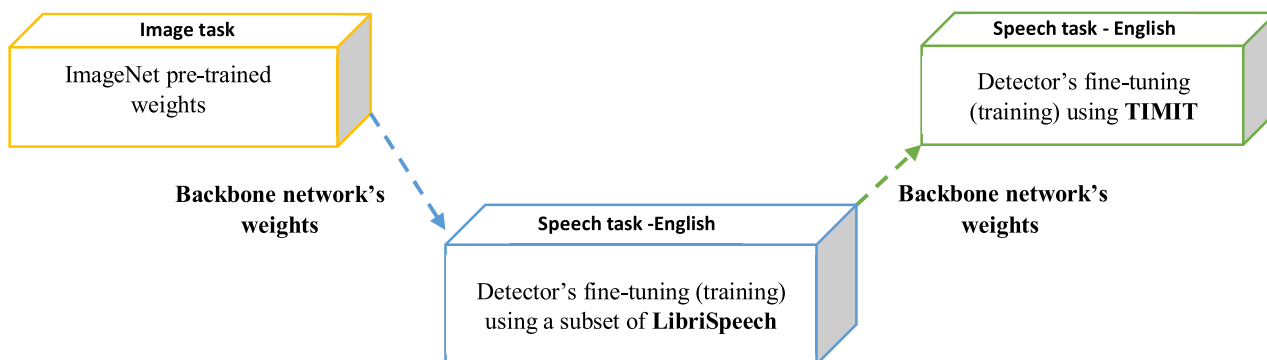 Image task
ImageNet pre-trained
weights
Backbone network's
weights
Speech task -English
Detector's fine-tuning (training)
using a subset of LibriSpeech
Speech task - English
Detector's fine-tuning
(training) using TIMIT
Backbone network's
weights